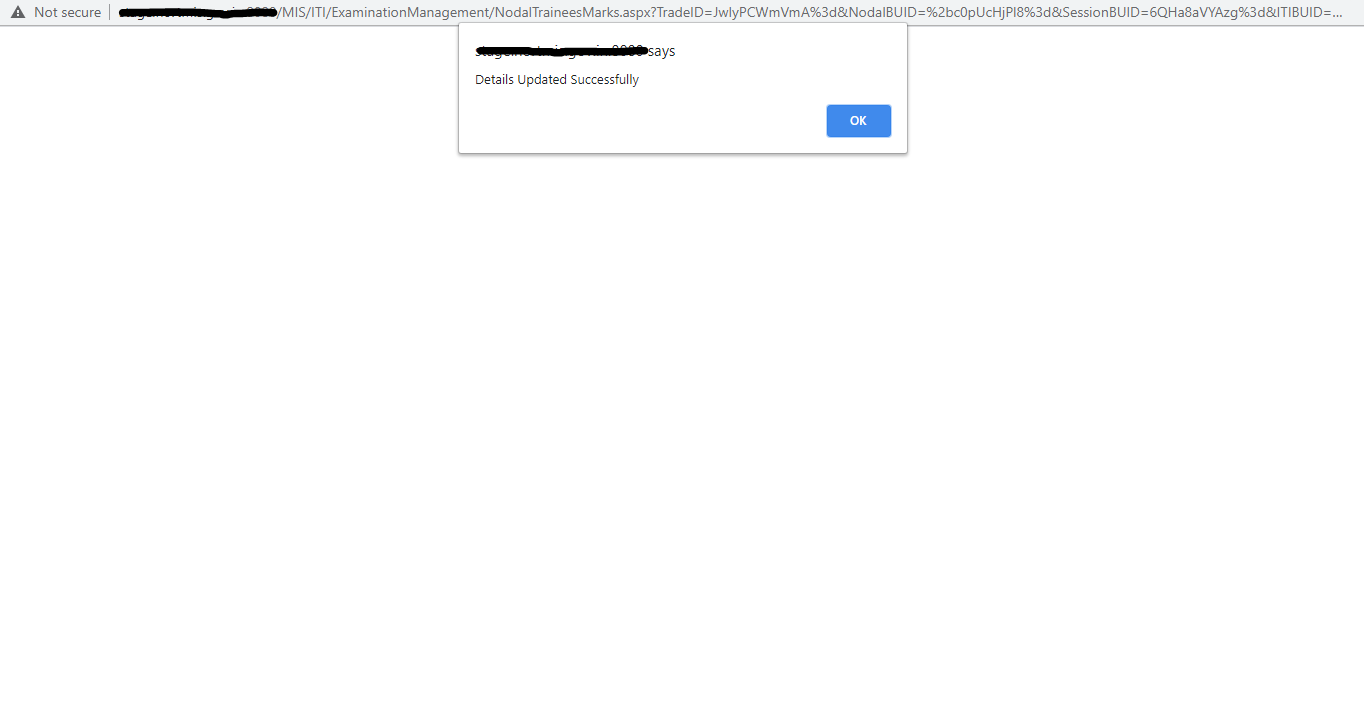 Not secure /MIS/ITI/ExaminationManagement/NodalTraineesMarks.aspx?TradeID=JwIyPCWmVmA%3d&NodalBUID=%2bc0pUcHjPl8%3d&SessionBUID=6QHa8aVYAzg%3d&ITIBUID=...
says
Details Updated Successfully
OK